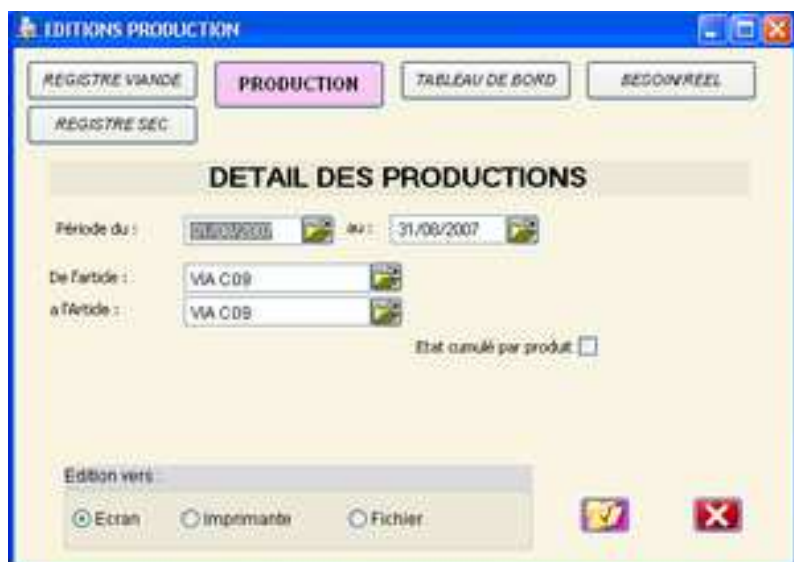 EDITIONS PRODUCTION
REGISTRE VIANDE PRODUCTION TABLEAU DE BORD BESOIN/REEL
REGISTRE SEC
DETAIL DES PRODUCTIONS
Période du : au : 31/08/2007
De l'article : VIA C09
a l'Article : VIA C09
Etat cumulé par produit
Edition vers :
Ecran Imprimante Fichier